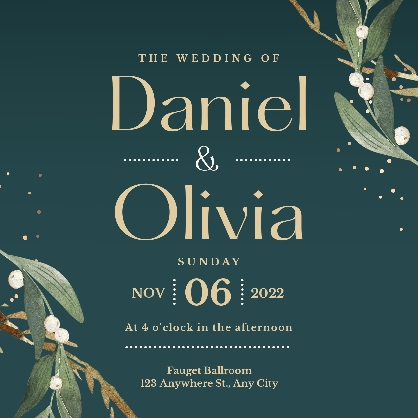 THE WEDDING OF
Daniel
&
Olivia
SUNDAY
NOV 06 2022
At 4 o'clock in the afternoon
Fauget Ballroom
123 Anywhere St., Any City